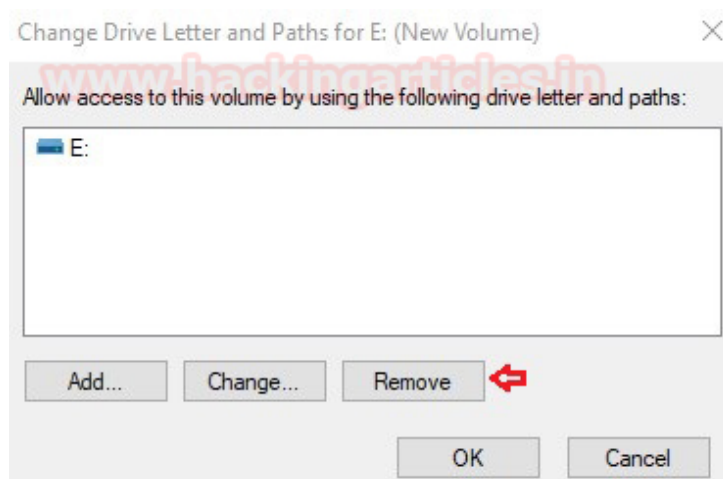 Change Drive Letter and Paths for E: (New Volume)
www.hackingarticles.in
Allow access to this volume by using the following drive letter and paths:
E:
Add... Change... Remove
OK Cancel